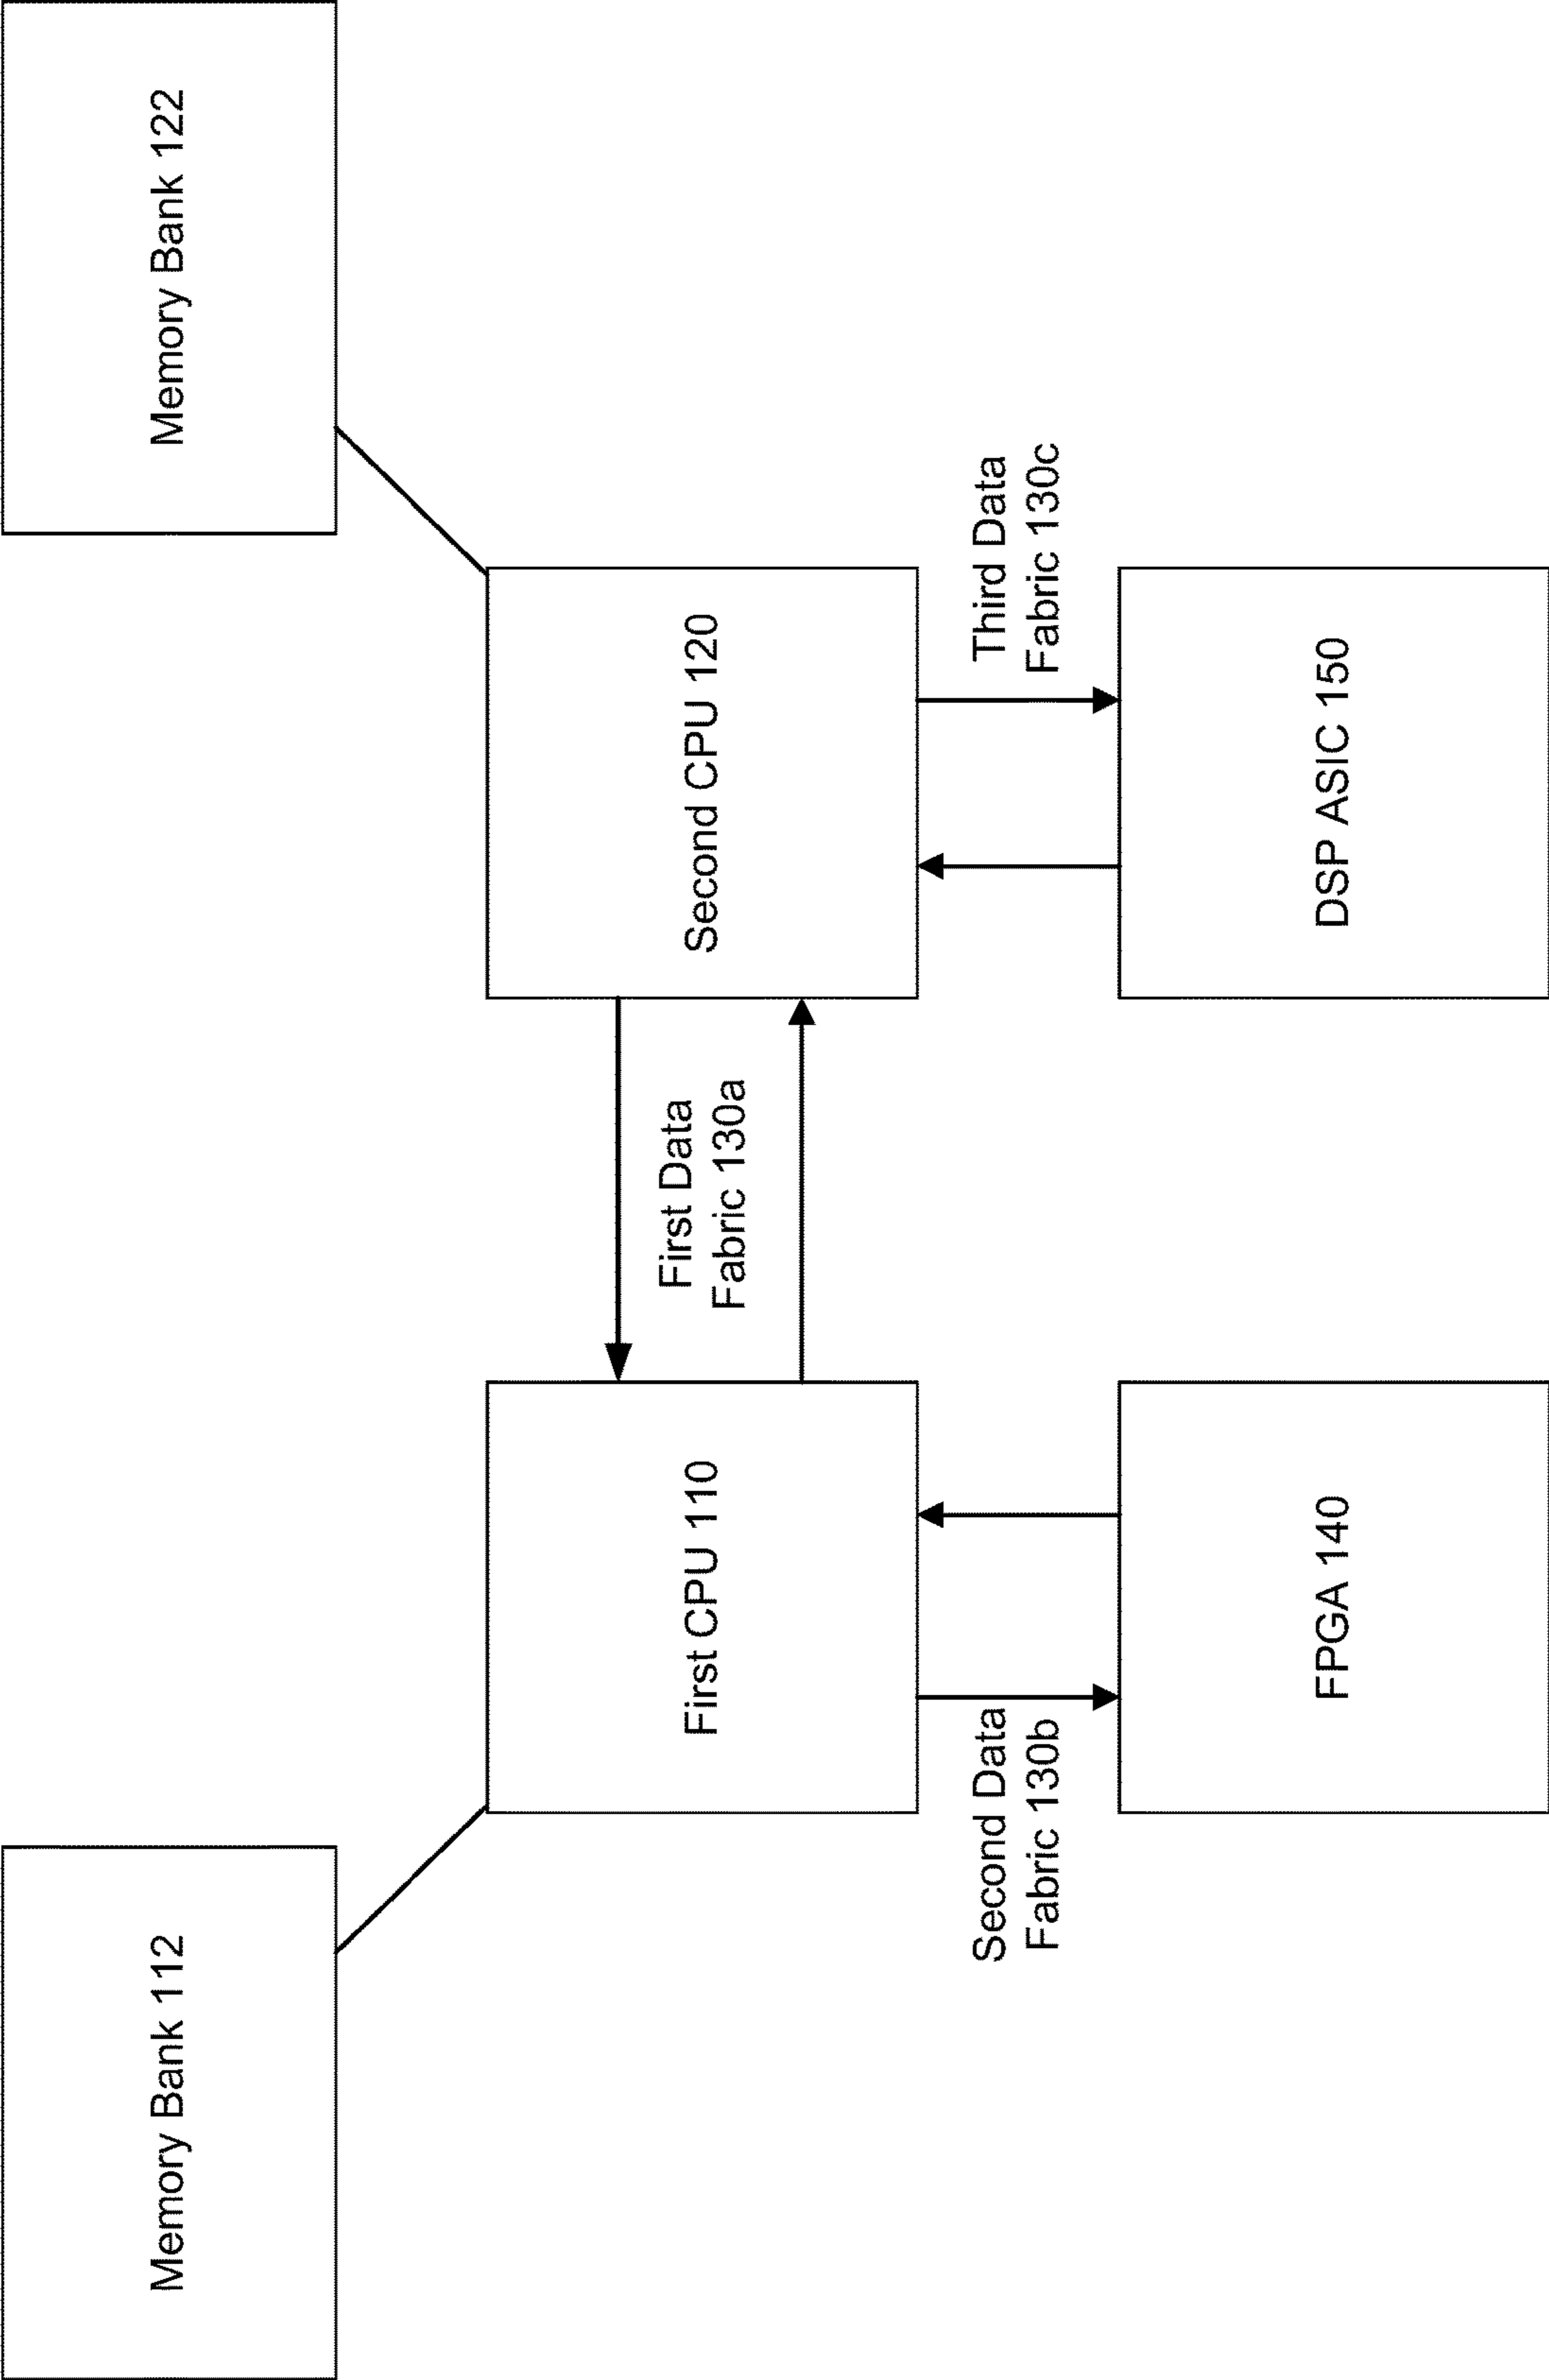 Memory Bank 112
Memory Bank 122
First CPU 110
First Data
Fabric 130a
Second CPU 120
Second Data
Fabric 130b
Third Data
Fabric 130c
FPGA 140
DSP ASIC 150